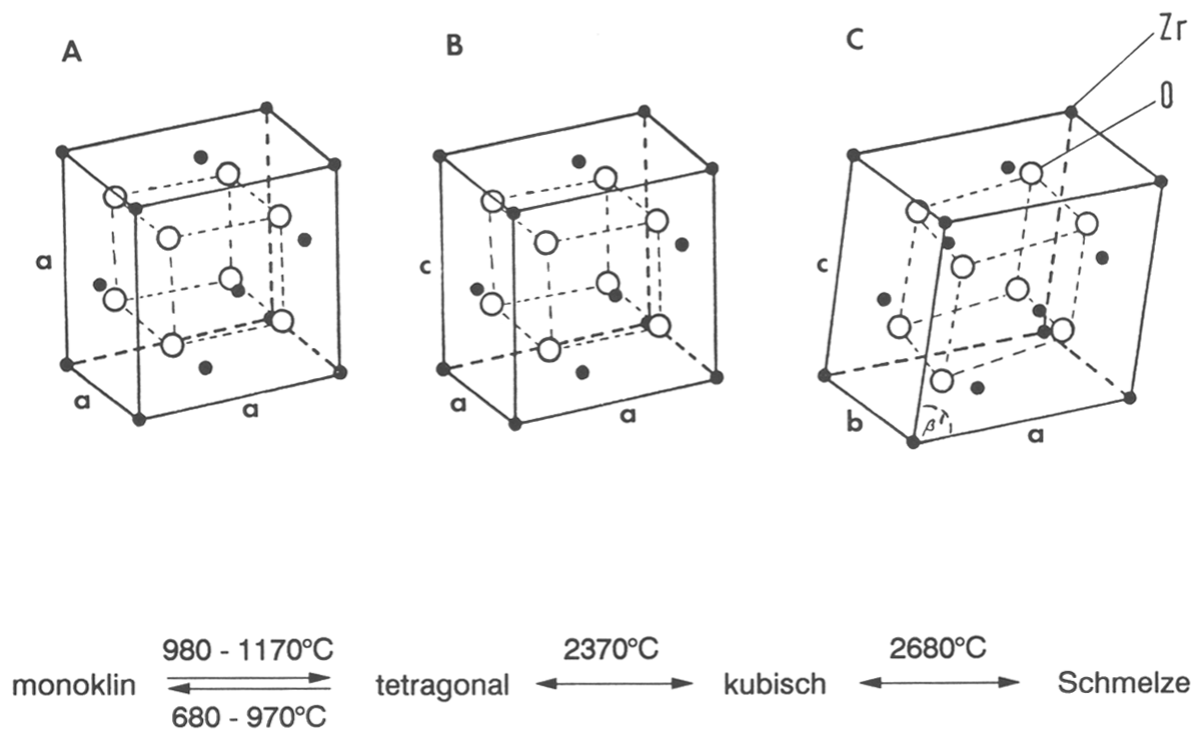 A
B
C
Zr
O
a
a
a
c
a
a
c
b
a
β
980 - 1170°C
2370°C
2680°C
monoklin
tetragonal
kubisch
Schmelze
680 - 970°C